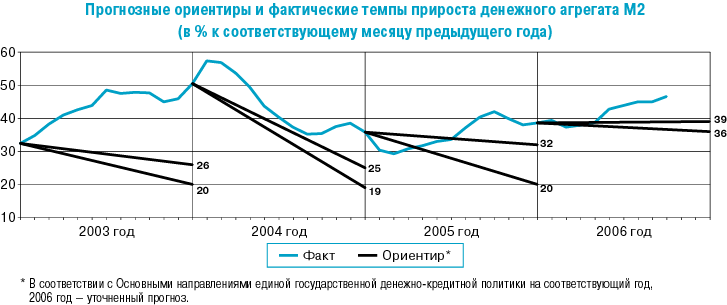 Прогнозные ориентиры и фактические темпы прироста денежного агрегата М2
(в % к соответствующему месяцу предыдущего года)
60
50
40
30
20
10
26
20
25
19
32
20
39
36
2003 год
2004 год
2005 год
2006 год
Факт
Ориентир*
* В соответствии с Основными направлениями единой государственной денежно-кредитной политики на соответствующий год,
2006 год – уточненный прогноз.